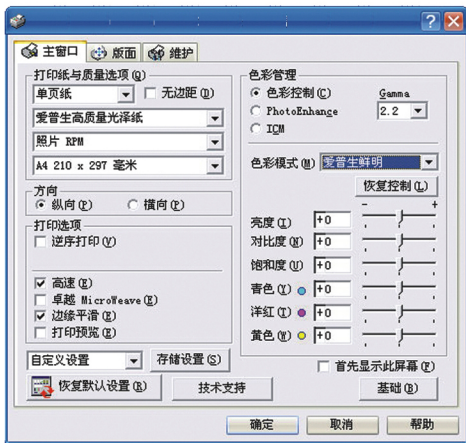 主窗口 版面 维护
打印纸与质量选项(Q)
单页纸 无边距(D)
爱普生高质量光泽纸
照片 RPM
A4 210 x 297 毫米
方向
纵向(P) 横向(P)
打印选项
逆序打印(V)
高速(E)
卓越 MicroWeave(E)
边缘平滑(E)
打印预览(E)
自定义设置 存储设置(S)
恢复默认设置(B) 技术支持
色彩管理
色彩控制(C) Gamma
PhotoEnhance 2.2
ICM
色彩模式(M) 爱普生鲜明
恢复控制(L)
- +
亮度(I) +0
对比度(N) +0
饱和度(U) +0
青色(Y) +0
洋红(T) +0
黄色(W) +0
首先显示此屏幕(F)
基础(B)
确定 取消 帮助